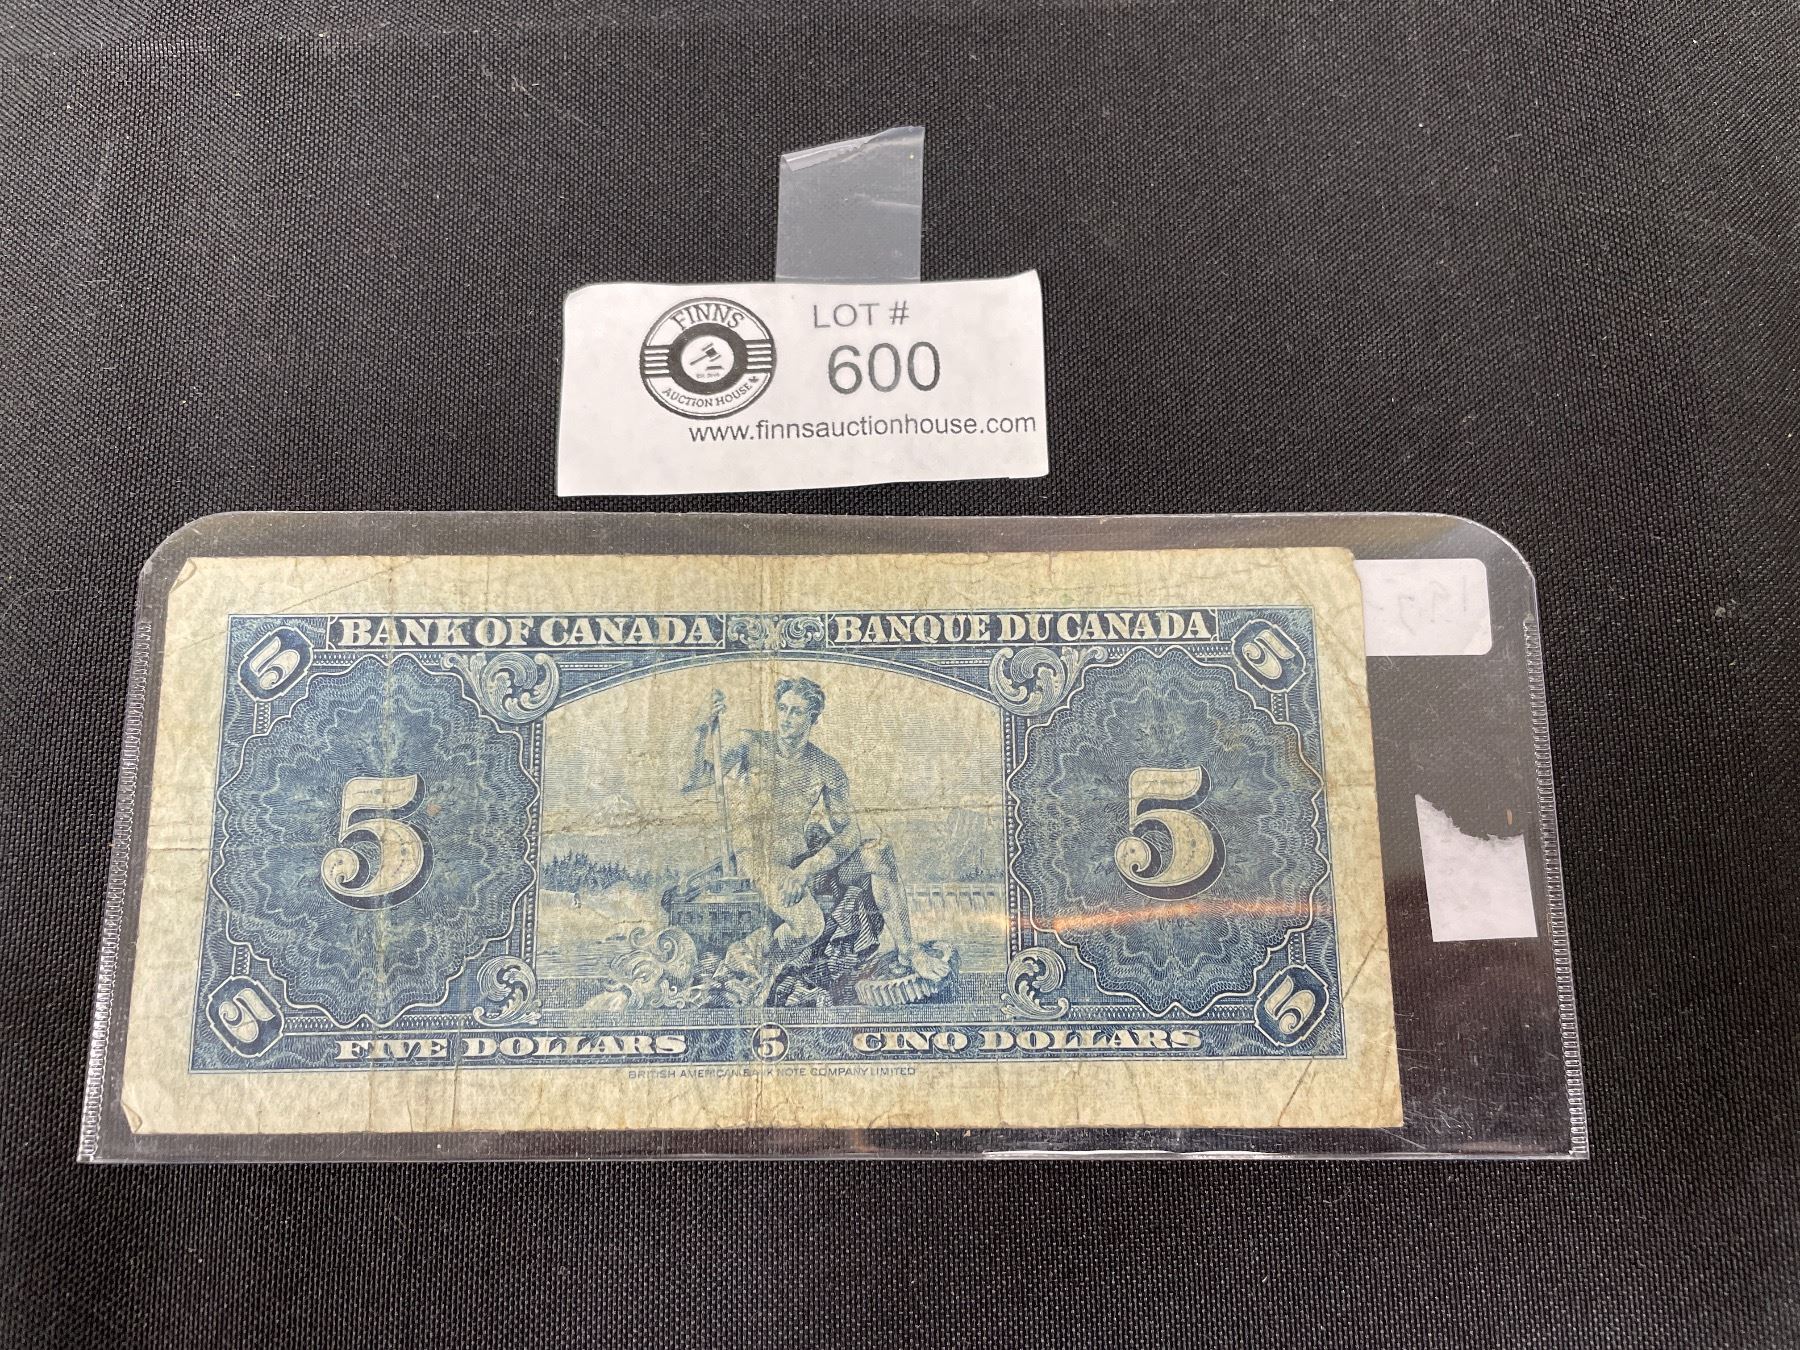 FINNS
AUCTION HOUSE
LOT #
600
www.finnsauctionhouse.com
BANK OF CANADA BANQUE DU CANADA
5 5
5 5
5 5
FIVE DOLLARS 5 CINQ DOLLARS
BRITISH AMERICAN BANK NOTE COMPANY LIMITED